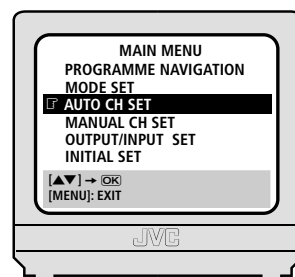 MAIN MENU
PROGRAMME NAVIGATION
MODE SET
AUTO CH SET
MANUAL CH SET
OUTPUT/INPUT SET
INITIAL SET
[▲▼] → OK
[MENU]: EXIT
JVC